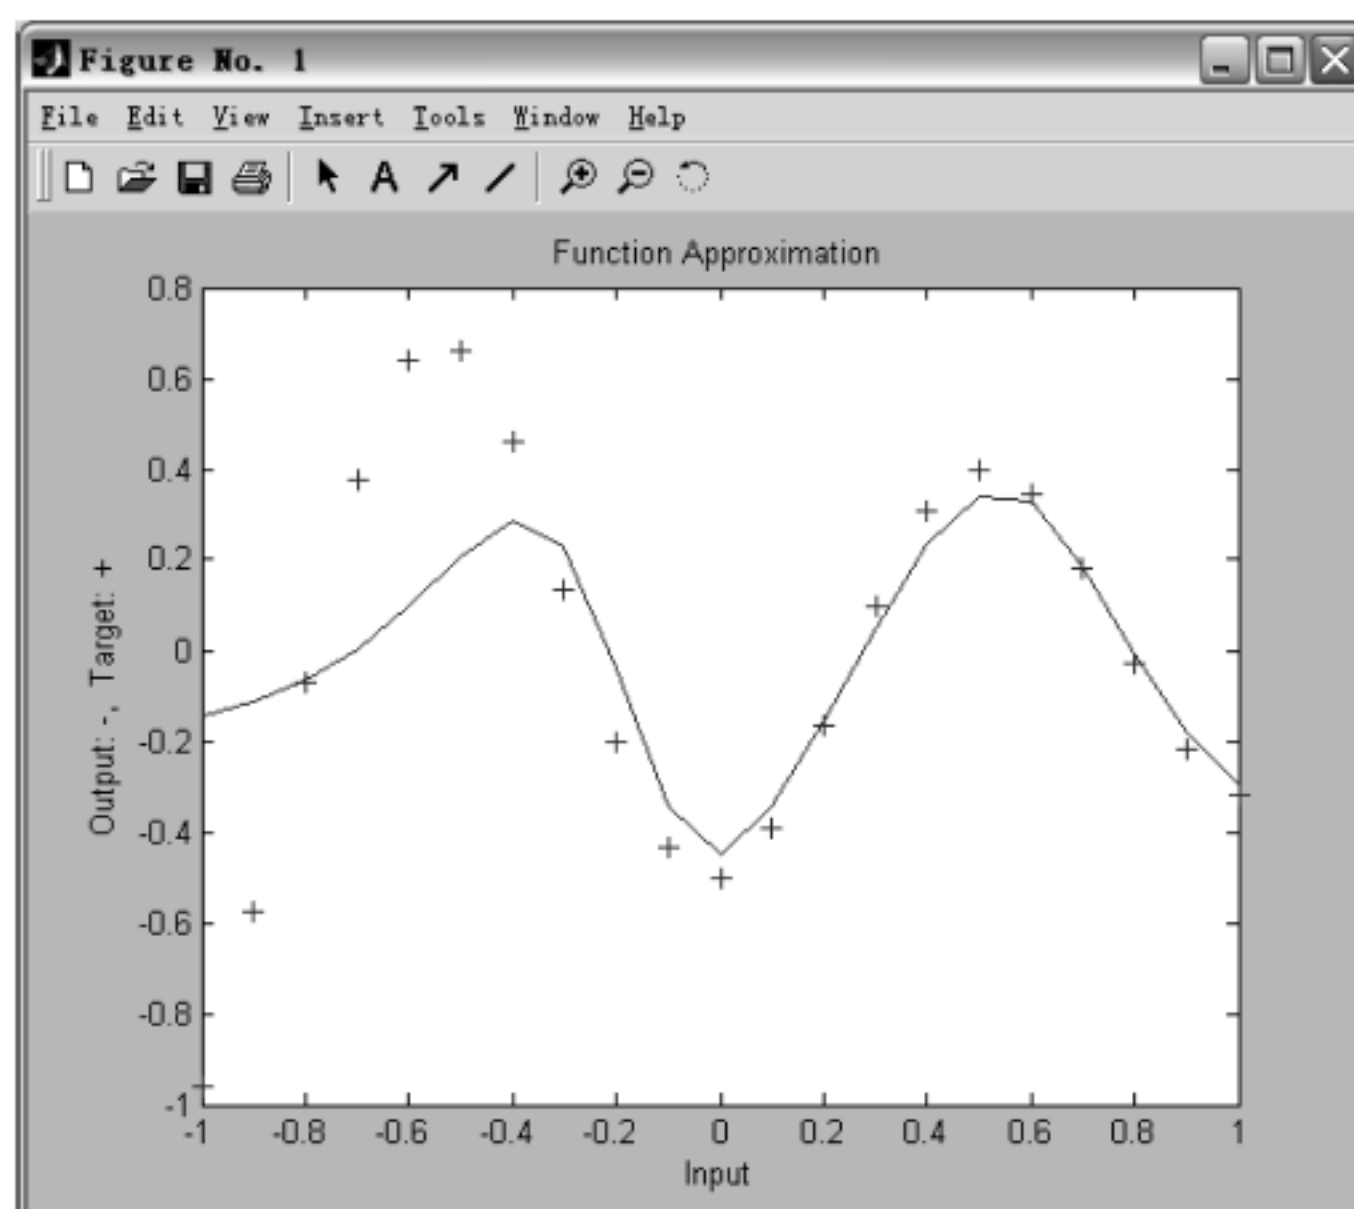 Figure No. 1
File Edit View Insert Tools Window Help
A
Function Approximation
0.8
0.6
0.4
0.2
0
-0.2
-0.4
-0.6
-0.8
-1
Output: -, Target: +
-1 -0.8 -0.6 -0.4 -0.2 0 0.2 0.4 0.6 0.8 1
Input